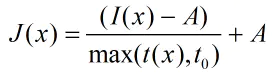 J(x) = (I(x) − A) / max(t(x), t₀) + A